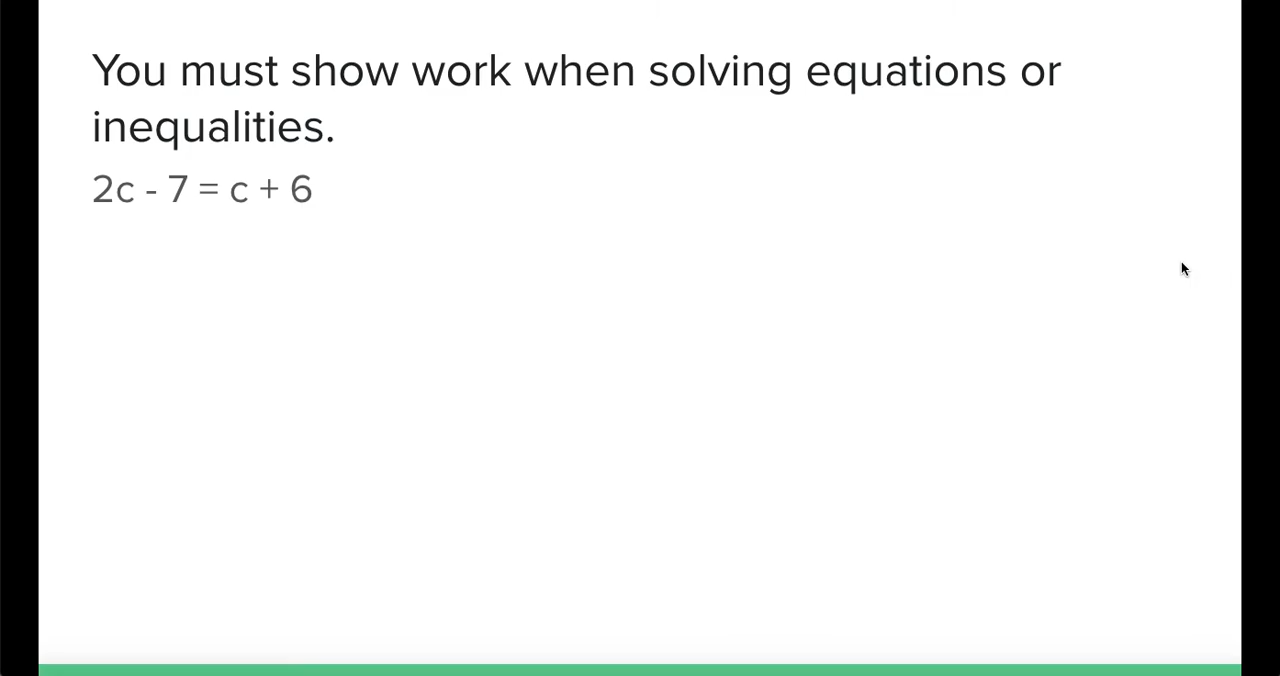 You must show work when solving equations or
inequalities.
2c - 7 = c + 6